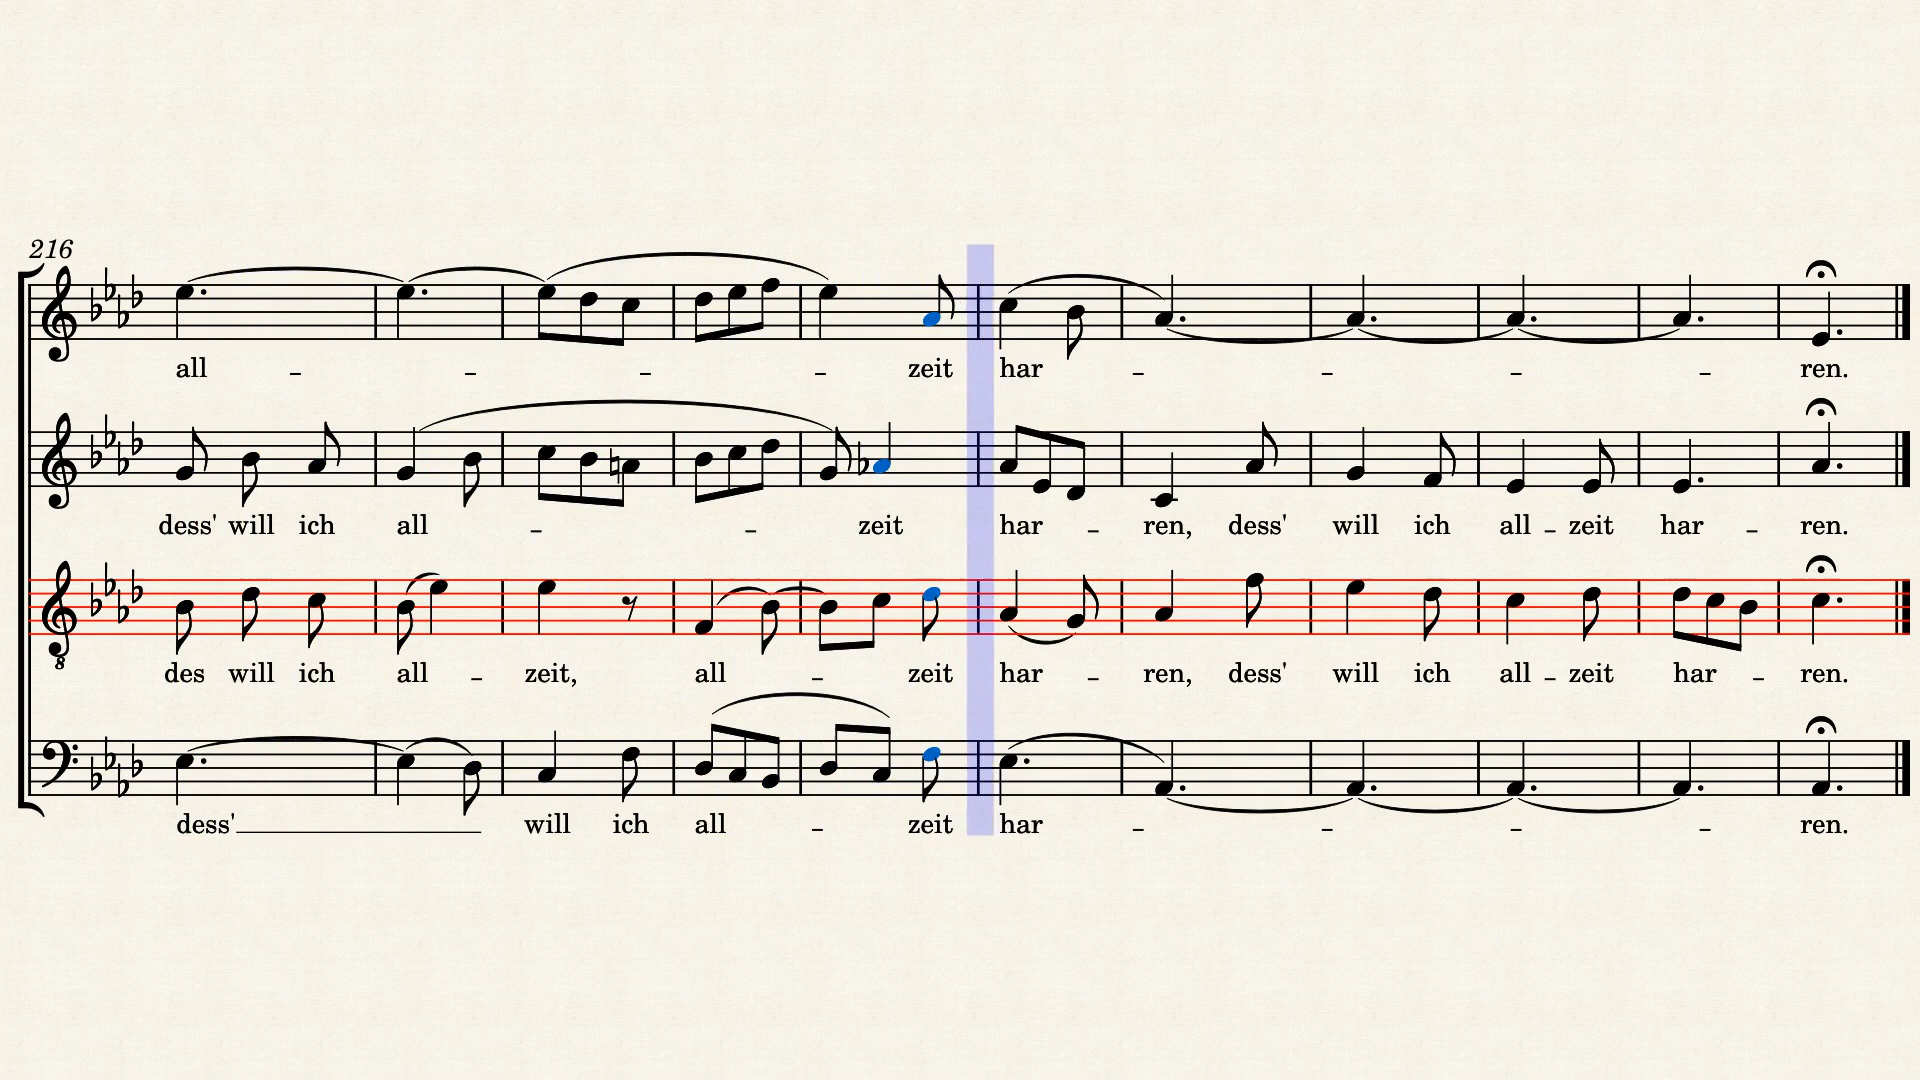 216
all - - - - zeit har - - - - ren.
dess' will ich all - - zeit har - ren, dess' will ich all - zeit har - ren.
des will ich all - zeit, all - zeit har - ren, dess' will ich all - zeit har - ren.
dess' will ich all - zeit har - - - - ren.